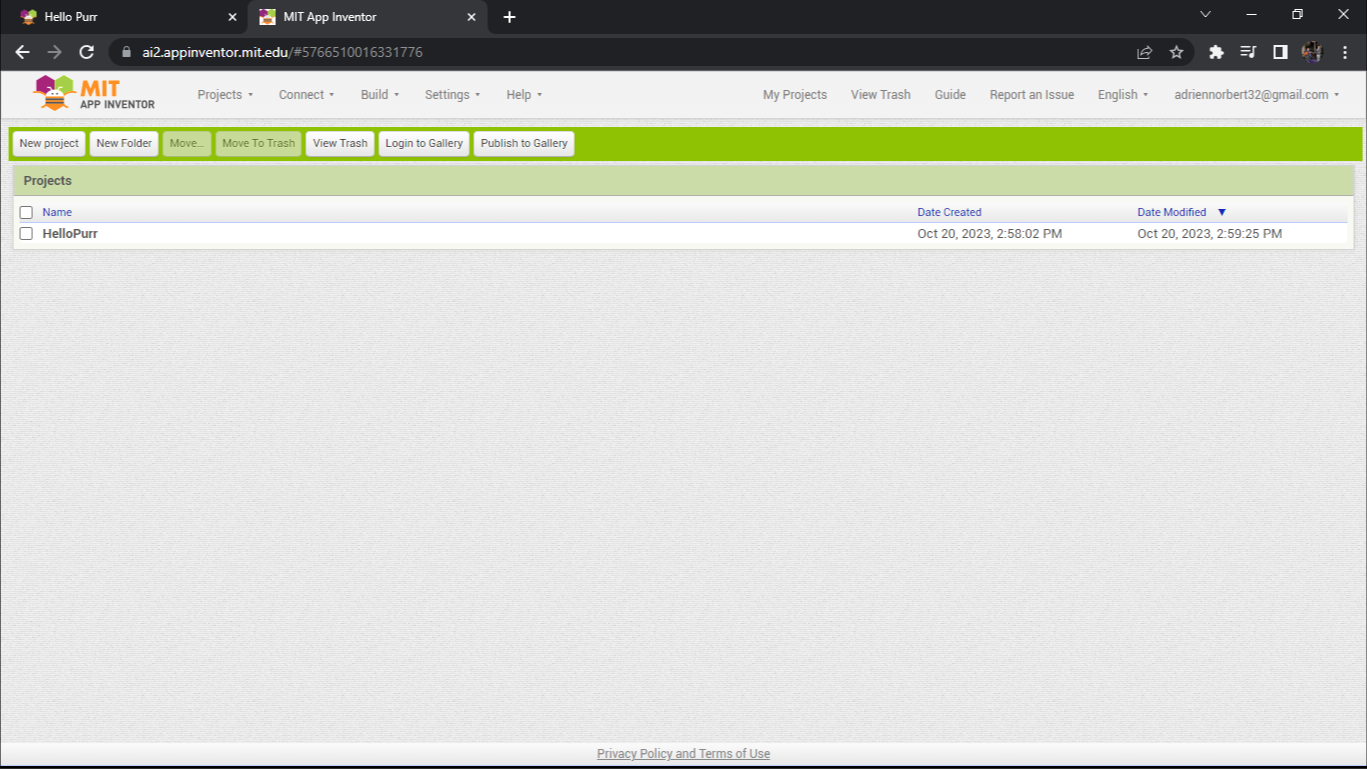 Hello Purr
MIT App Inventor
ai2.appinventor.mit.edu/#5766510016331776
MIT
APP INVENTOR
Projects Connect Build Settings Help My Projects View Trash Guide Report an Issue English adriennorbert32@gmail.com
New project New Folder Move... Move To Trash View Trash Login to Gallery Publish to Gallery
Projects
Name Date Created Date Modified
HelloPurr Oct 20, 2023, 2:58:02 PM Oct 20, 2023, 2:59:25 PM
Privacy Policy and Terms of Use